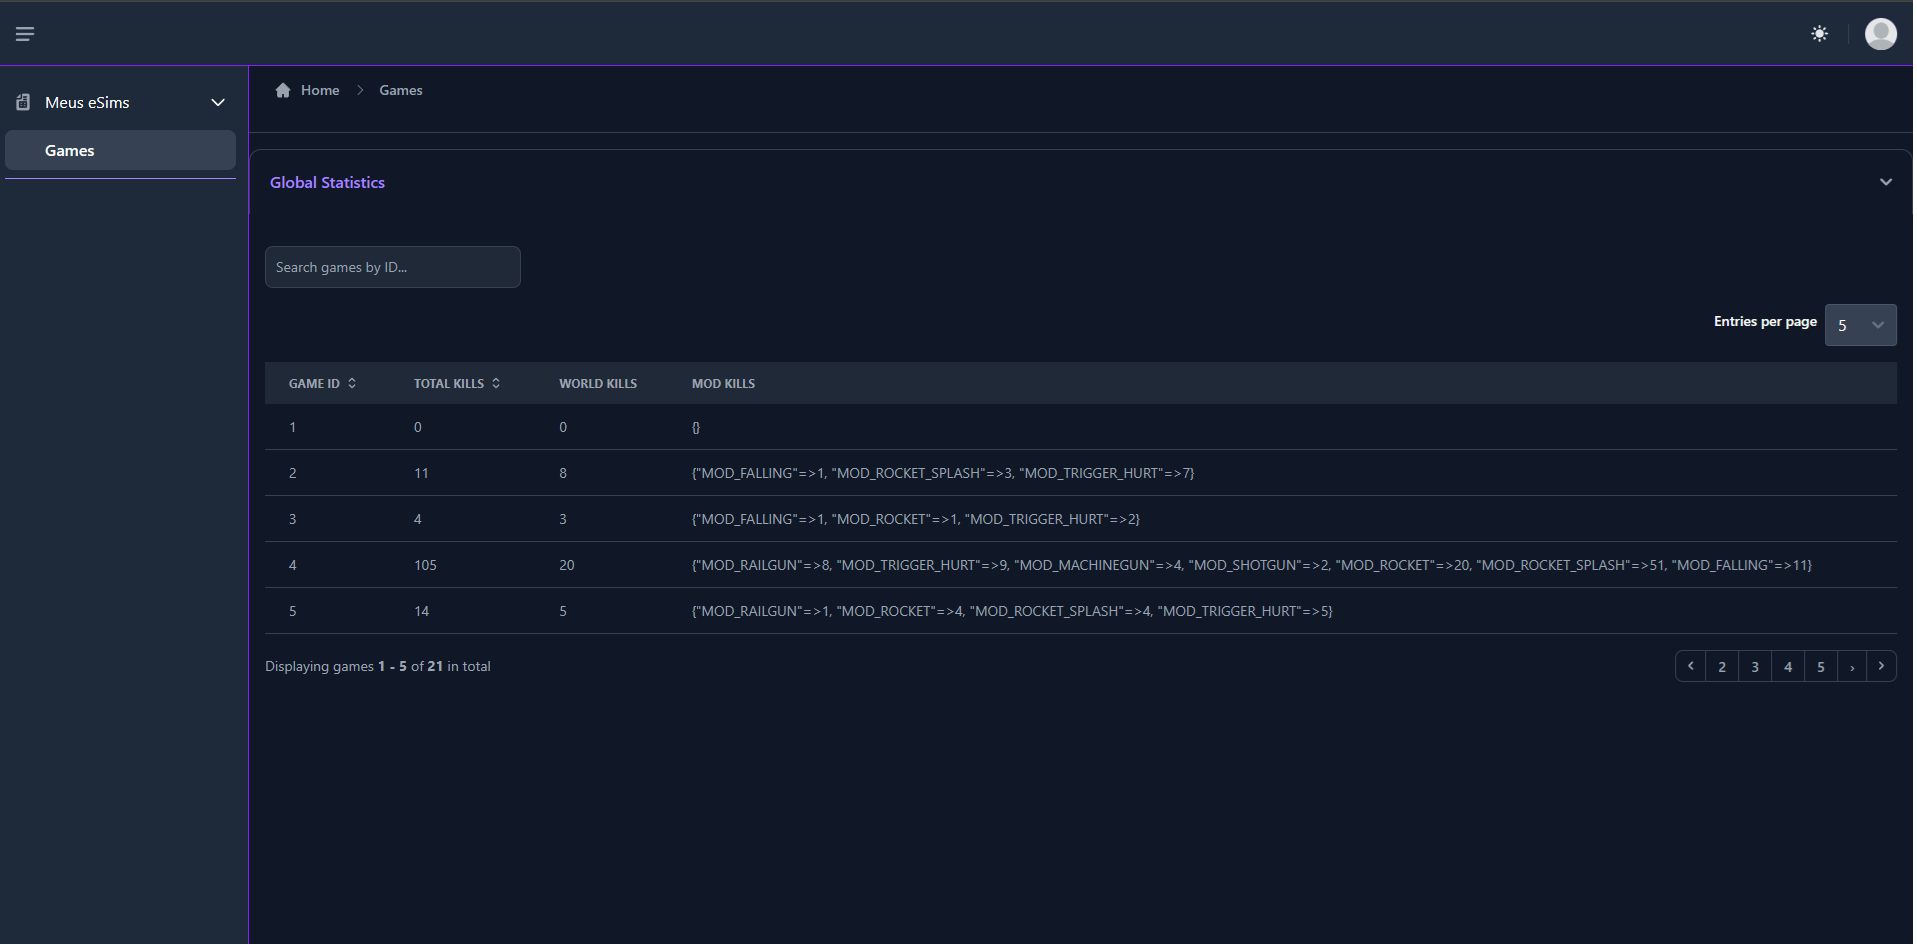 Home Games
Meus eSims
Games
Global Statistics
Search games by ID...
Entries per page 5
GAME ID TOTAL KILLS WORLD KILLS MOD KILLS
1 0 0 {}
2 11 8 {"MOD_FALLING"=>1, "MOD_ROCKET_SPLASH"=>3, "MOD_TRIGGER_HURT"=>7}
3 4 3 {"MOD_FALLING"=>1, "MOD_ROCKET"=>1, "MOD_TRIGGER_HURT"=>2}
4 105 20 {"MOD_RAILGUN"=>8, "MOD_TRIGGER_HURT"=>9, "MOD_MACHINEGUN"=>4, "MOD_SHOTGUN"=>2, "MOD_ROCKET"=>20, "MOD_ROCKET_SPLASH"=>51, "MOD_FALLING"=>11}
5 14 5 {"MOD_RAILGUN"=>1, "MOD_ROCKET"=>4, "MOD_ROCKET_SPLASH"=>4, "MOD_TRIGGER_HURT"=>5}
Displaying games 1 - 5 of 21 in total 2 3 4 5 ›